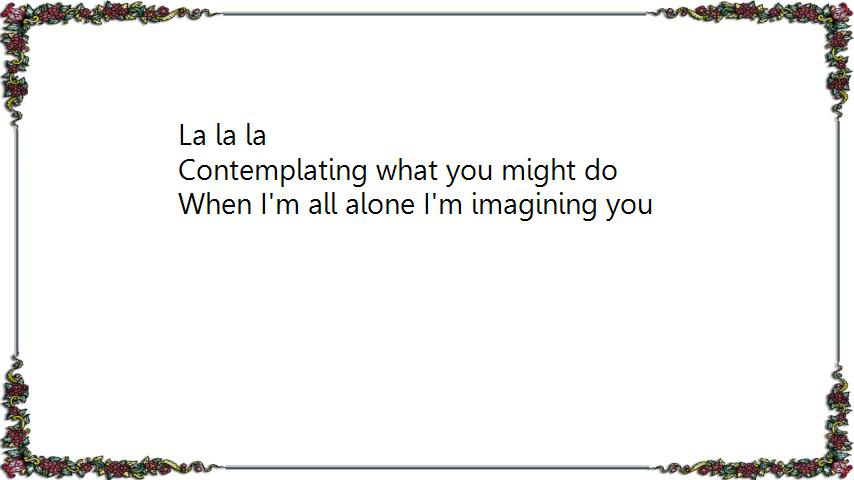 La la la
Contemplating what you might do
When I'm all alone I'm imagining you